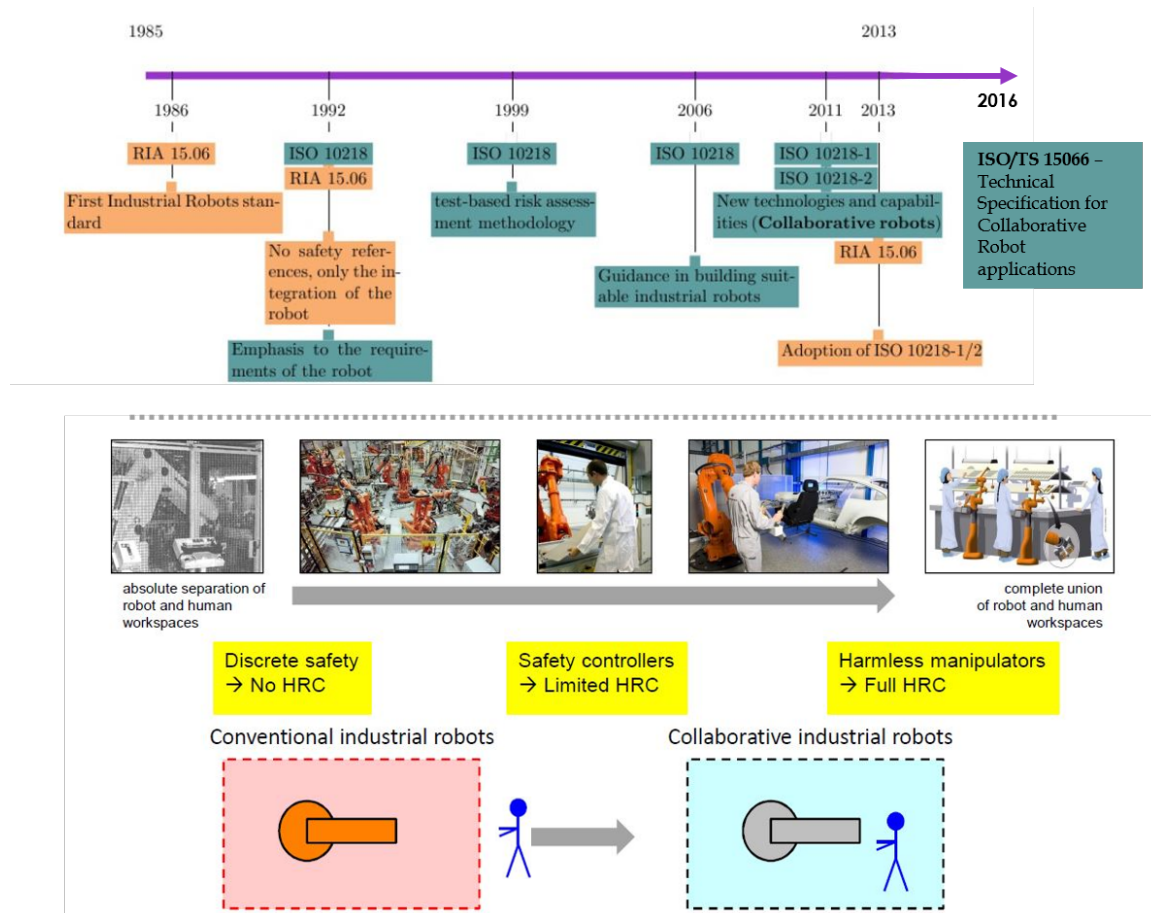 1985
2013
1986
1992
1999
2006
2011
2013
2016
RIA 15.06
First Industrial Robots stan-
dard
ISO 10218
RIA 15.06
No safety refer-
ences, only the in-
tegration of the
robot
Emphasis to the require-
ments of the robot
ISO 10218
test-based risk assess-
ment methodology
ISO 10218
Guidance in building suit-
able industrial robots
ISO 10218-1
ISO 10218-2
New technologies and capabil-
ities (Collaborative robots)
RIA 15.06
Adoption of ISO 10218-1/2
ISO/TS 15066 –
Technical
Specification for
Collaborative
Robot
applications
absolute separation of
robot and human
workspaces
complete union
of robot and human
workspaces
Discrete safety
→ No HRC
Safety controllers
→ Limited HRC
Harmless manipulators
→ Full HRC
Conventional industrial robots
Collaborative industrial robots